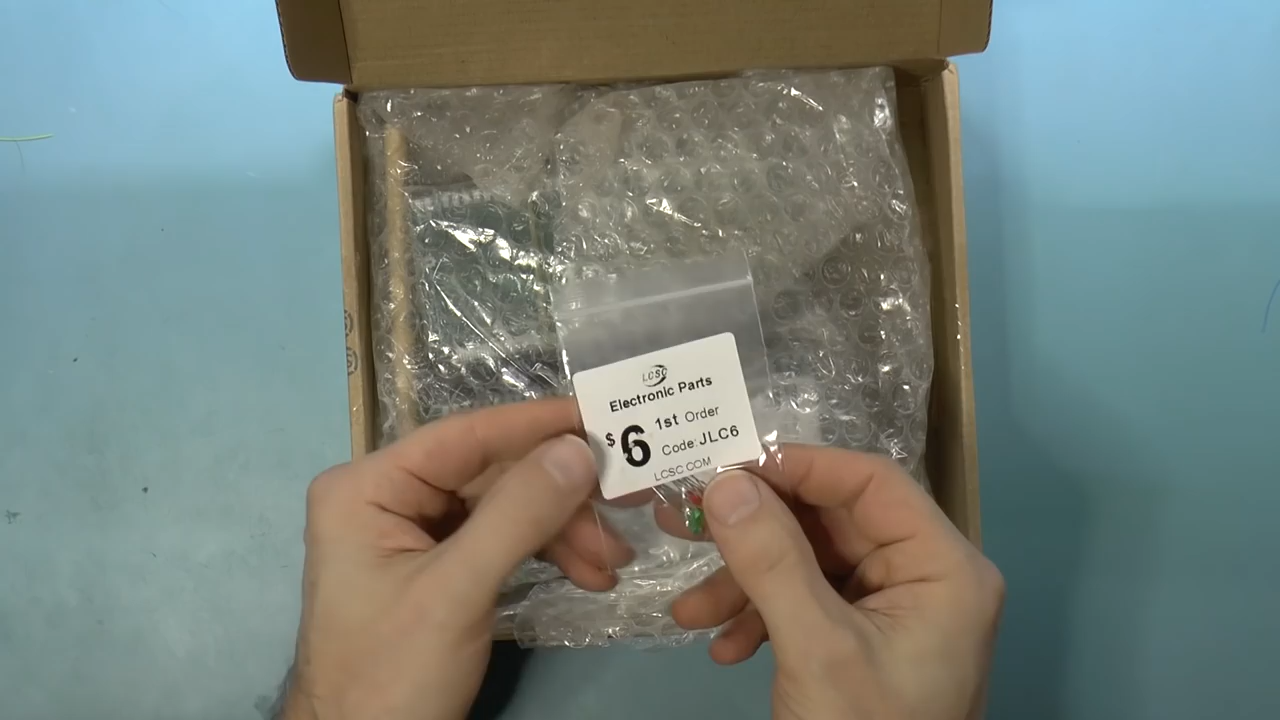 LCSC
Electronic Parts
$6 1st Order
Code: JLC6
LCSC COM